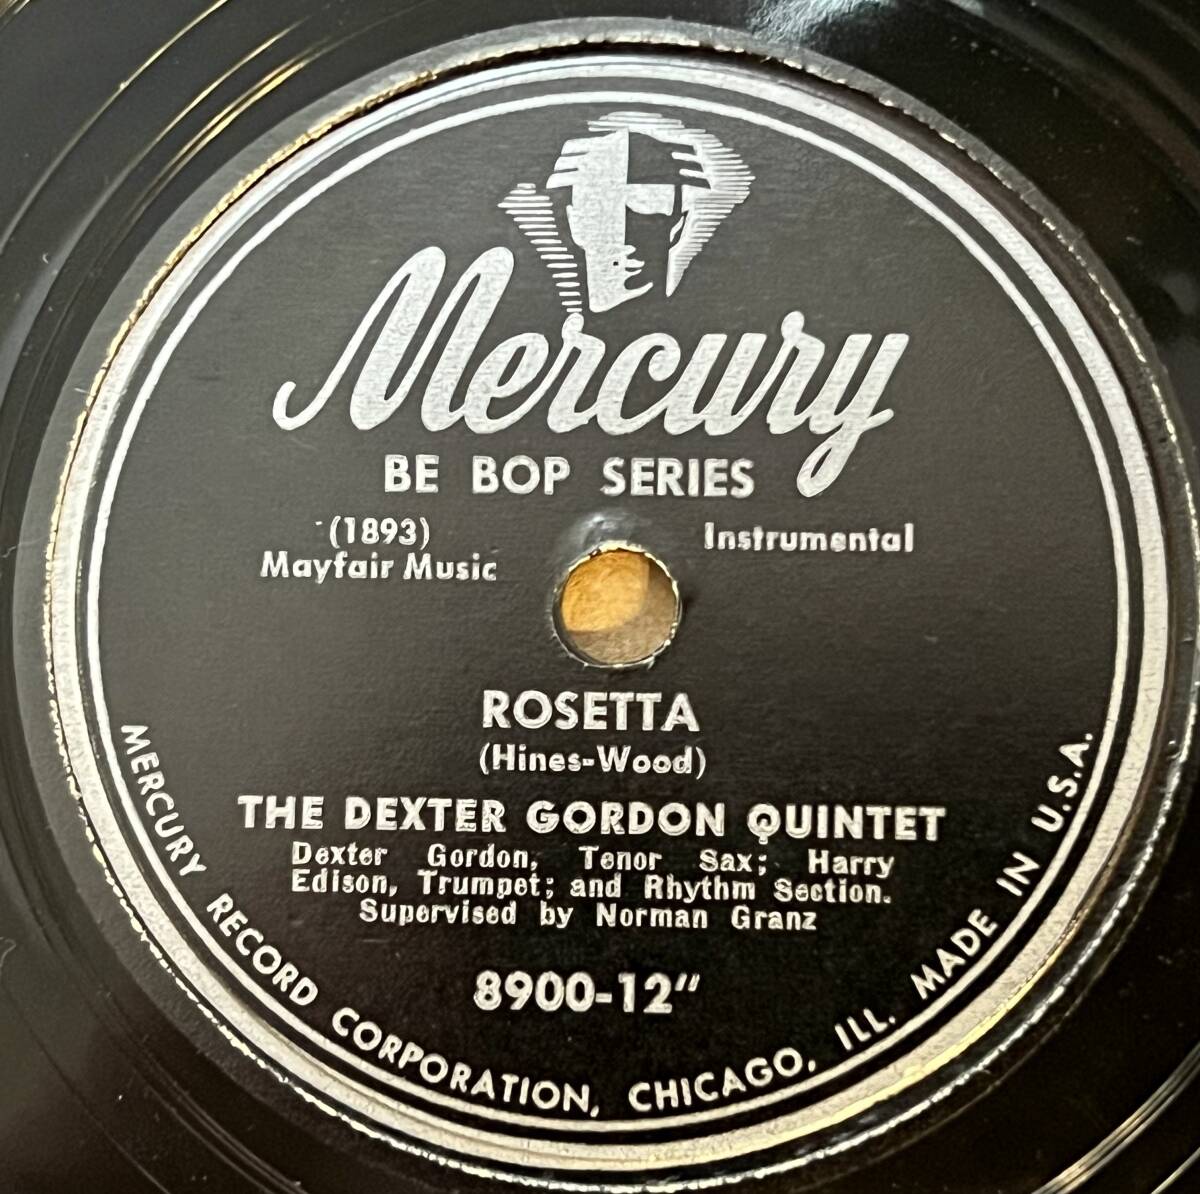 Mercury
BE BOP SERIES
(1893)
Mayfair Music
Instrumental
ROSETTA
(Hines-Wood)
THE DEXTER GORDON QUINTET
Dexter Gordon, Tenor Sax; Harry
Edison, Trumpet; and Rhythm Section.
Supervised by Norman Granz
8900-12"
MERCURY RECORD CORPORATION, CHICAGO, ILL. MADE IN U.S.A.